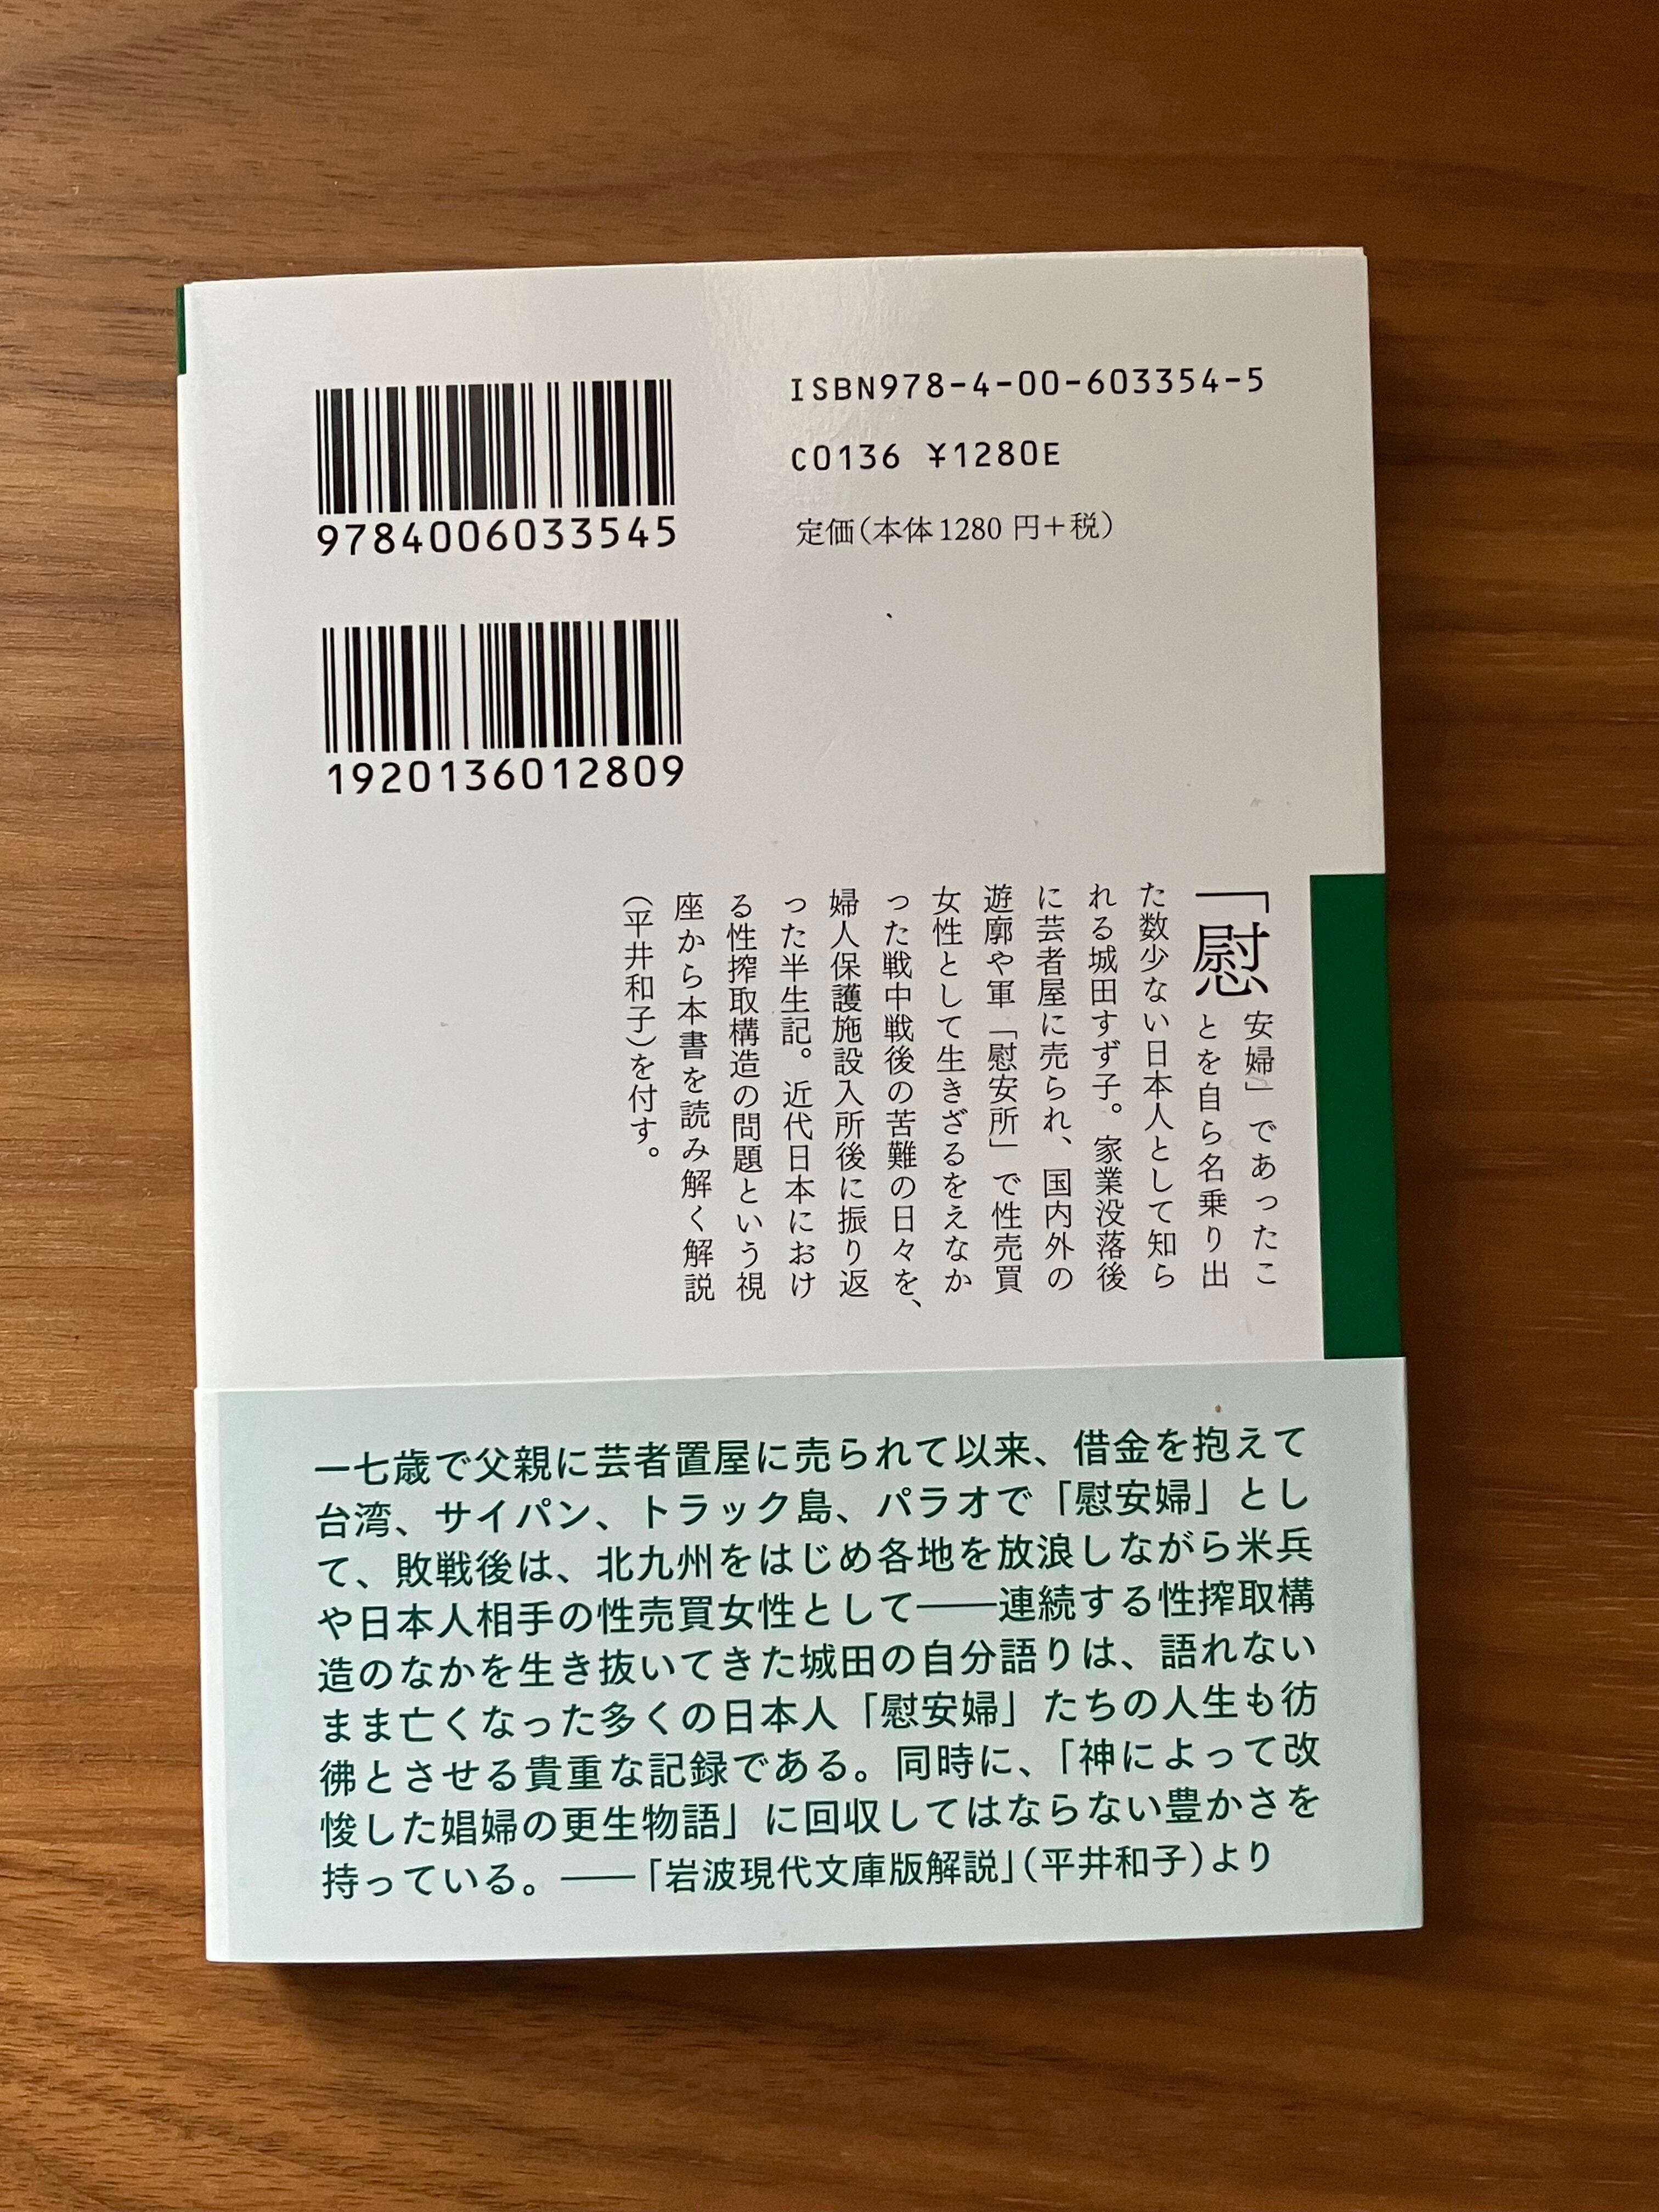 9784006033545
1920136012809
ISBN978-4-00-603354-5
C0136 ¥1280E
定価(本体1280円+税)
「慰安婦」であったこ
とを自ら名乗り出
た数少ない日本人として知ら
れる城田すず子。家業没落後
に芸者屋に売られ、国内外の
遊廓や軍「慰安所」で性売買
女性として生きざるをえなか
った戦中戦後の苦難の日々を、
婦人保護施設入所後に振り返
った半生記。近代日本におけ
る性搾取構造の問題という視
座から本書を読み解く解説
(平井和子)を付す。
一七歳で父親に芸者置屋に売られて以来、借金を抱えて
台湾、サイパン、トラック島、パラオで「慰安婦」とし
て、敗戦後は、北九州をはじめ各地を放浪しながら米兵
や日本人相手の性売買女性として——連続する性搾取構
造のなかを生き抜いてきた城田の自分語りは、語れない
まま亡くなった多くの日本人「慰安婦」たちの人生も彷
彿とさせる貴重な記録である。同時に、「神によって改
悛した娼婦の更生物語」に回収してはならない豊かさを
持っている。——「岩波現代文庫版解説」(平井和子)より